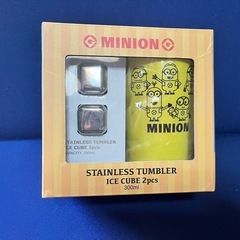 MINION
STAINLESS TUMBLER
ICE CUBE 2pcs
MINION
STAINLESS TUMBLER
ICE CUBE 2pcs
300ml